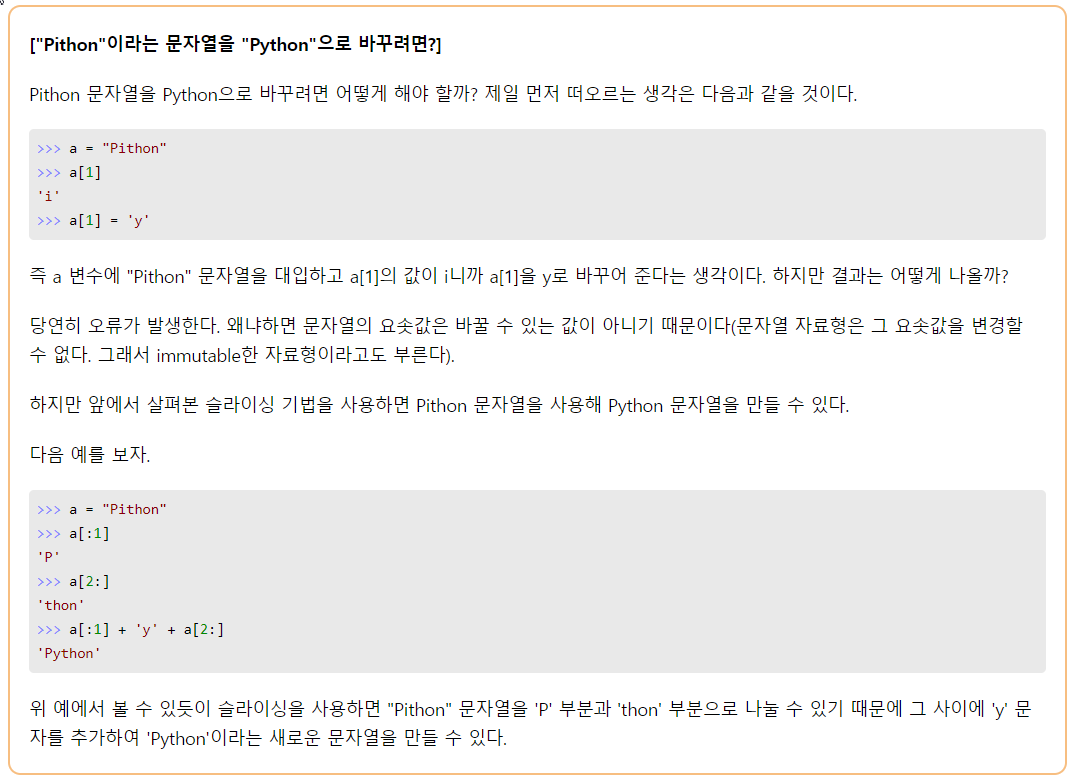 ["Pithon"이라는 문자열을 "Python"으로 바꾸려면?]
Pithon 문자열을 Python으로 바꾸려면 어떻게 해야 할까? 제일 먼저 떠오르는 생각은 다음과 같을 것이다.
>>> a = "Pithon"
>>> a[1]
'i'
>>> a[1] = 'y'
즉 a 변수에 "Pithon" 문자열을 대입하고 a[1]의 값이 i니까 a[1]을 y로 바꾸어 준다는 생각이다. 하지만 결과는 어떻게 나올까?
당연히 오류가 발생한다. 왜냐하면 문자열의 요솟값은 바꿀 수 있는 값이 아니기 때문이다(문자열 자료형은 그 요솟값을 변경할
수 없다. 그래서 immutable한 자료형이라고도 부른다).
하지만 앞에서 살펴본 슬라이싱 기법을 사용하면 Pithon 문자열을 사용해 Python 문자열을 만들 수 있다.
다음 예를 보자.
>>> a = "Pithon"
>>> a[:1]
'P'
>>> a[2:]
'thon'
>>> a[:1] + 'y' + a[2:]
'Python'
위 예에서 볼 수 있듯이 슬라이싱을 사용하면 "Pithon" 문자열을 'P' 부분과 'thon' 부분으로 나눌 수 있기 때문에 그 사이에 'y' 문
자를 추가하여 'Python'이라는 새로운 문자열을 만들 수 있다.